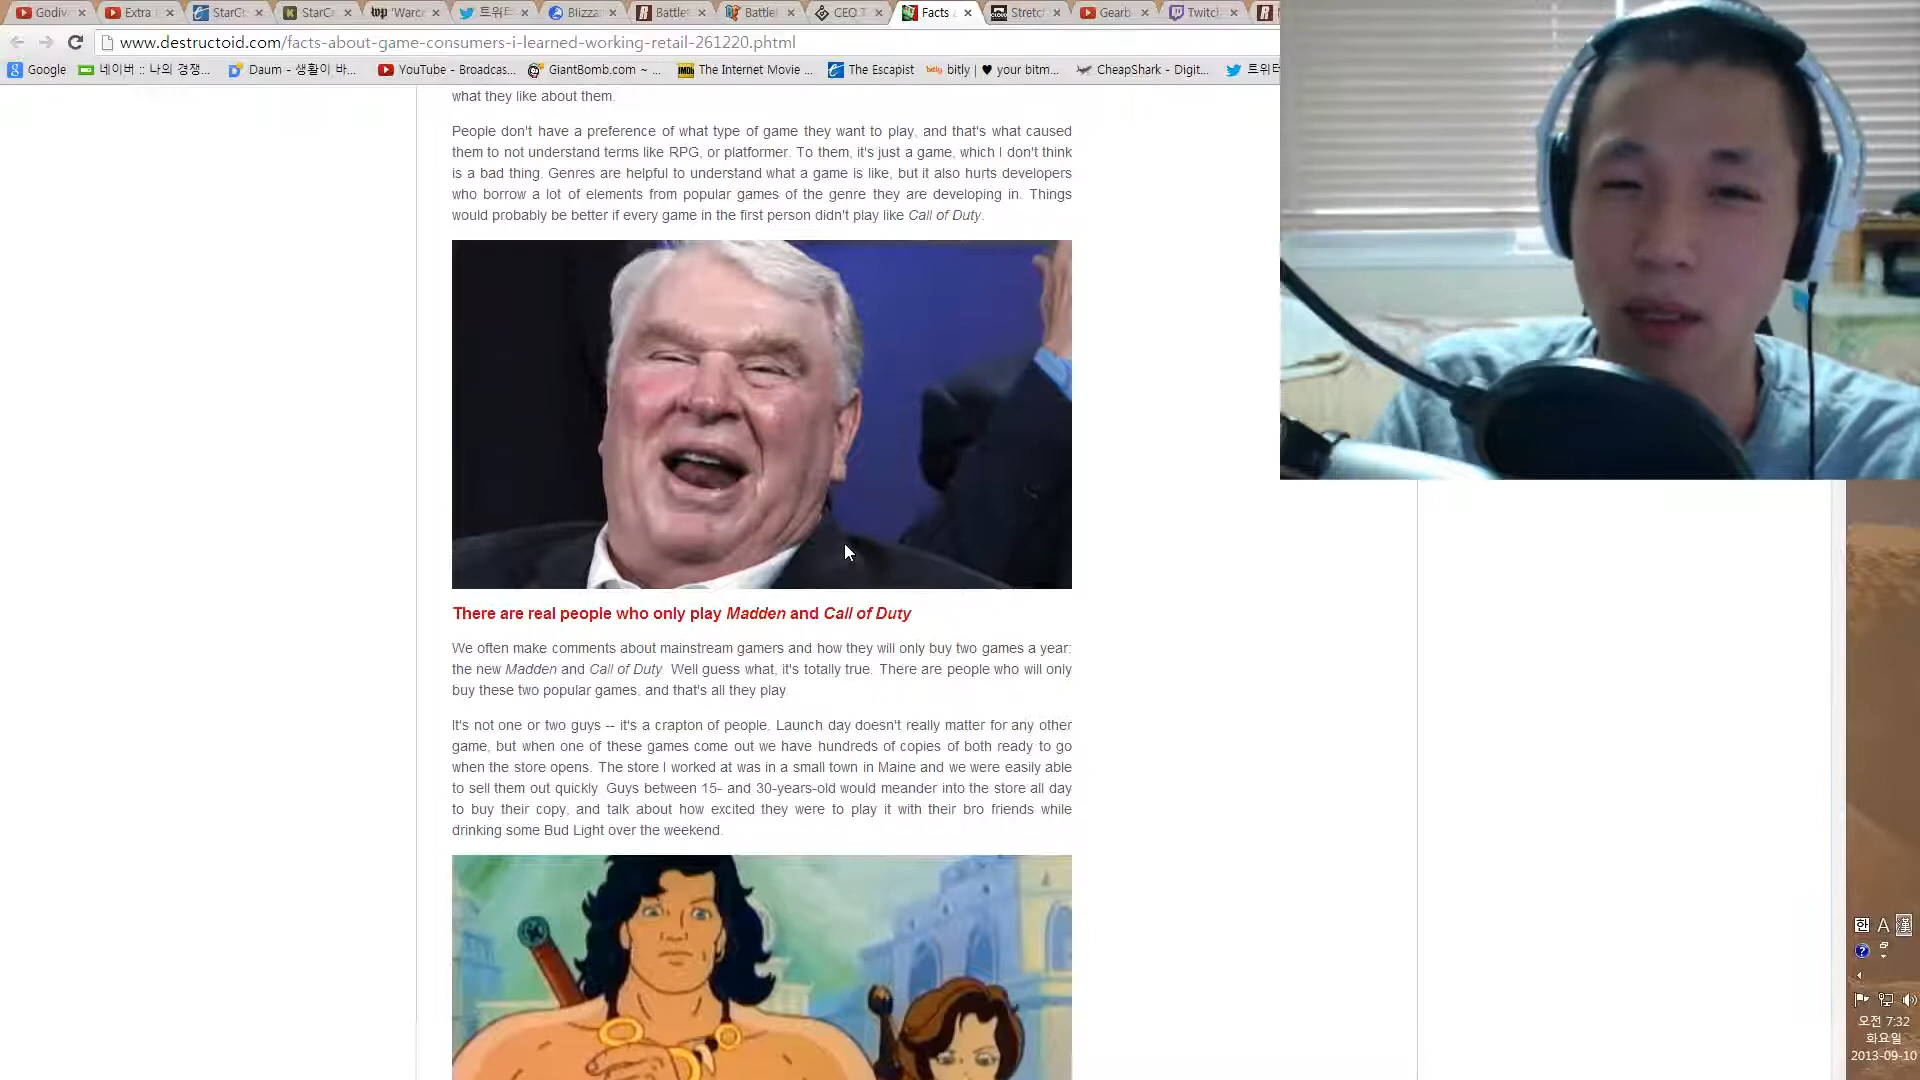 Godiv
Extra
StarCr
StarCr
'Warcr
트위터
Blizza
Battlef
Battlel
CEO T
Facts
Stretch
Gearb
Twitch
www.destructoid.com/facts-about-game-consumers-i-learned-working-retail-261220.phtml
Google
네이버 :: 나의 경쟁...
Daum - 생활이 바...
YouTube - Broadcas...
GiantBomb.com ~ ...
The Internet Movie ...
The Escapist
bitly | ♥ your bitm...
CheapShark - Digit...
트위터
what they like about them.
People don't have a preference of what type of game they want to play, and that's what caused
them to not understand terms like RPG, or platformer. To them, it's just a game, which I don't think
is a bad thing. Genres are helpful to understand what a game is like, but it also hurts developers
who borrow a lot of elements from popular games of the genre they are developing in. Things
would probably be better if every game in the first person didn't play like Call of Duty.
There are real people who only play Madden and Call of Duty
We often make comments about mainstream gamers and how they will only buy two games a year:
the new Madden and Call of Duty. Well guess what, it's totally true. There are people who will only
buy these two popular games, and that's all they play.
It's not one or two guys -- it's a crapton of people. Launch day doesn't really matter for any other
game, but when one of these games come out we have hundreds of copies of both ready to go
when the store opens. The store I worked at was in a small town in Maine and we were easily able
to sell them out quickly. Guys between 15- and 30-years-old would meander into the store all day
to buy their copy, and talk about how excited they were to play it with their bro friends while
drinking some Bud Light over the weekend.
한 A 漢
오전 7:32
화요일
2013-09-10